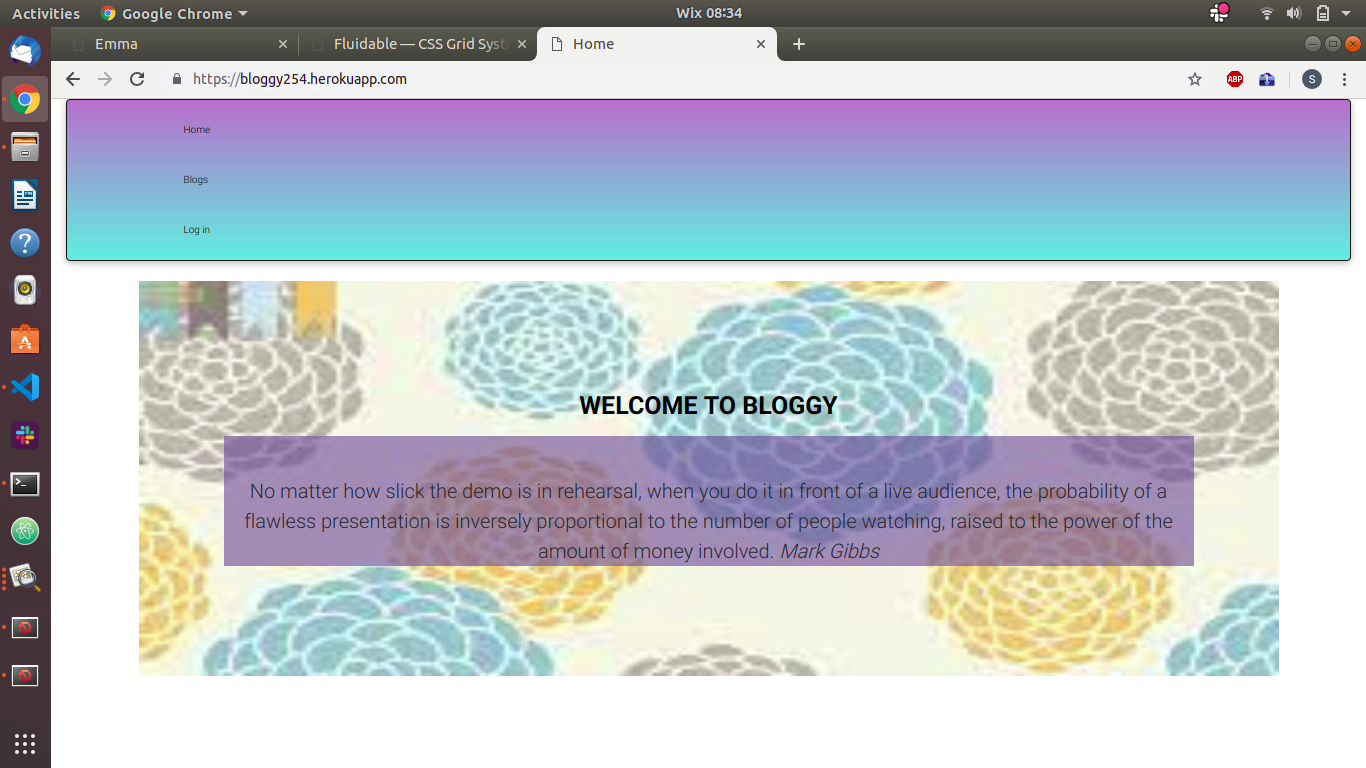 Activities
Google Chrome
Wix 08:34
Emma
Fluidable — CSS Grid Syst
Home
https://bloggy254.herokuapp.com
ABP
S
Home
Blogs
Log in
WELCOME TO BLOGGY
No matter how slick the demo is in rehearsal, when you do it in front of a live audience, the probability of a
flawless presentation is inversely proportional to the number of people watching, raised to the power of the
amount of money involved. Mark Gibbs